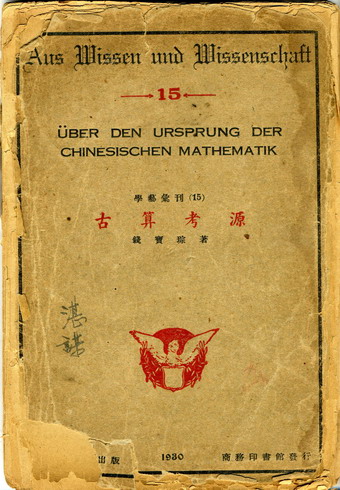 Aus Wissen und Wissenschaft
15
ÜBER DEN URSPRUNG DER
CHINESISCHEN MATHEMATIK
學藝彙刊(15)
古算考源
錢寶琮著
湛
出版 1930 商務印書館發行